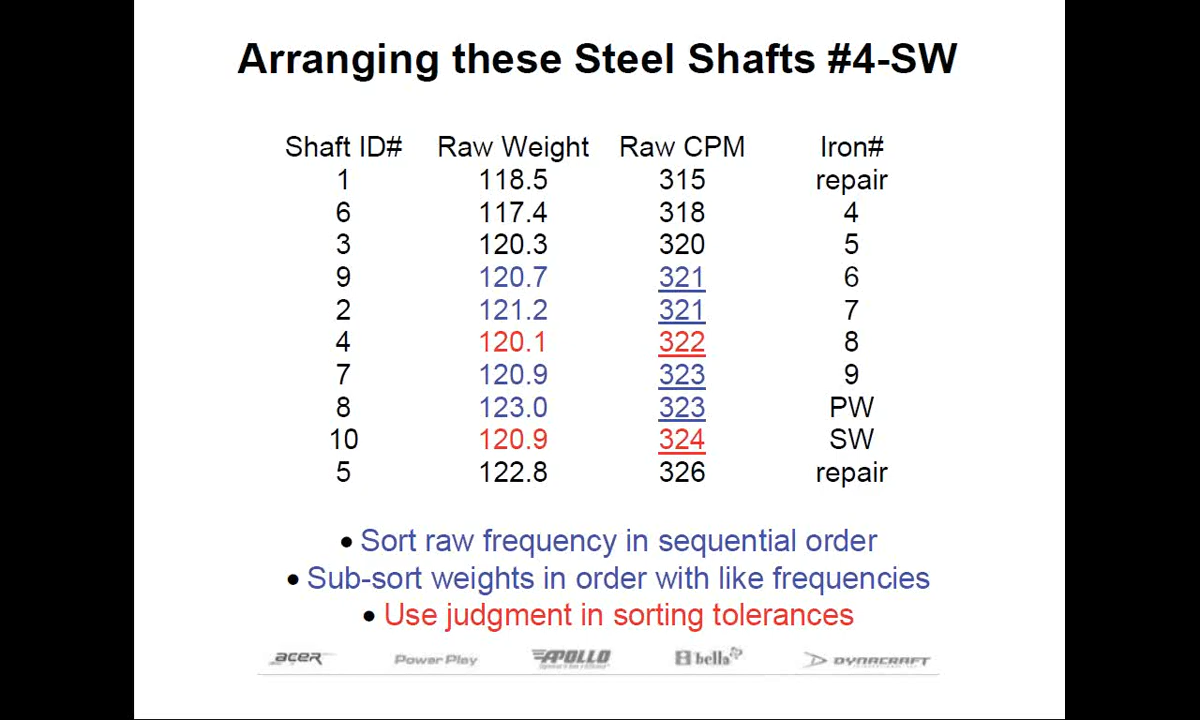 Arranging these Steel Shafts #4-SW
Shaft ID# Raw Weight Raw CPM Iron#
1 118.5 315 repair
6 117.4 318 4
3 120.3 320 5
9 120.7 321 6
2 121.2 321 7
4 120.1 322 8
7 120.9 323 9
8 123.0 323 PW
10 120.9 324 SW
5 122.8 326 repair
• Sort raw frequency in sequential order
• Sub-sort weights in order with like frequencies
• Use judgment in sorting tolerances
acer Power Play APOLLO bella DYNACRAFT